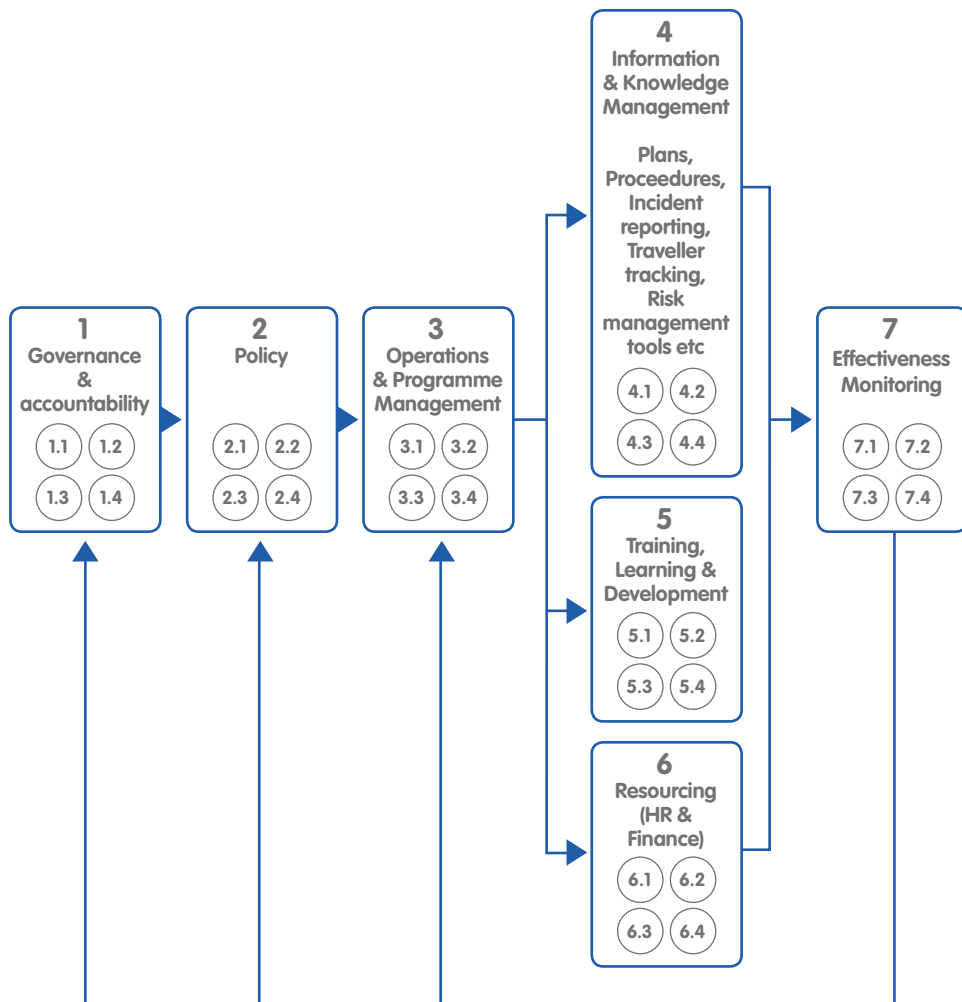 1
Governance
&
accountability
1.1 1.2
1.3 1.4
2
Policy
2.1 2.2
2.3 2.4
3
Operations
& Programme
Management
3.1 3.2
3.3 3.4
4
Information
& Knowledge
Management
Plans,
Proceedures,
Incident
reporting,
Traveller
tracking,
Risk
management
tools etc
4.1 4.2
4.3 4.4
5
Training,
Learning &
Development
5.1 5.2
5.3 5.4
6
Resourcing
(HR &
Finance)
6.1 6.2
6.3 6.4
7
Effectiveness
Monitoring
7.1 7.2
7.3 7.4